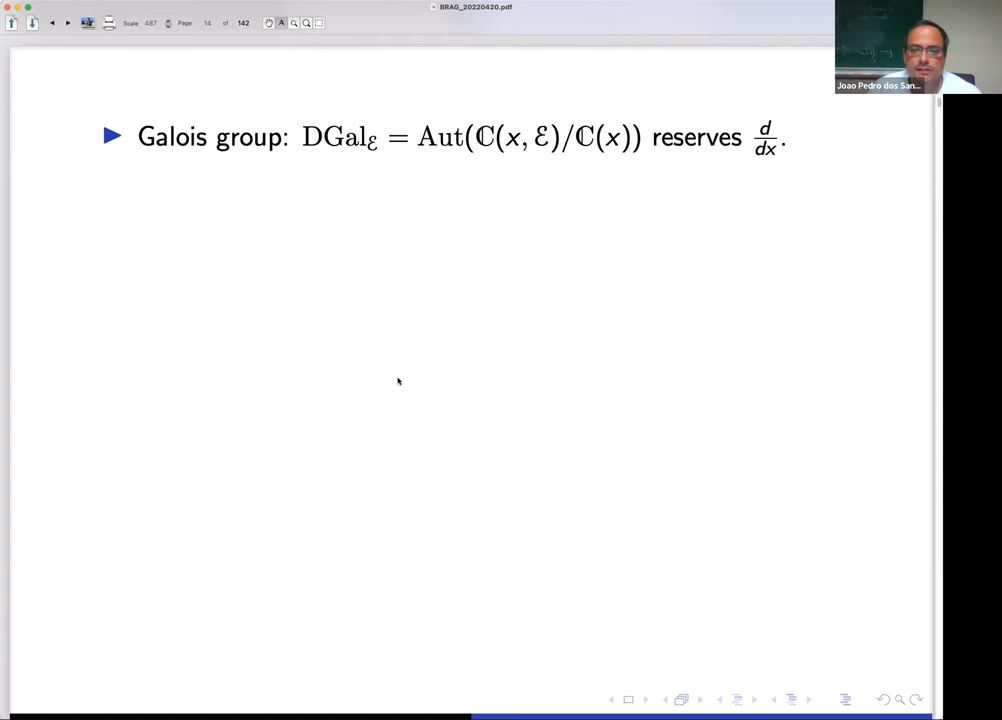 BRAG_20220420.pdf
Scale 487 Page 14 of 142
Joao Pedro dos San...
Galois group: DGal_ℰ = Aut(ℂ(x, ℰ)/ℂ(x)) reserves d/dx.